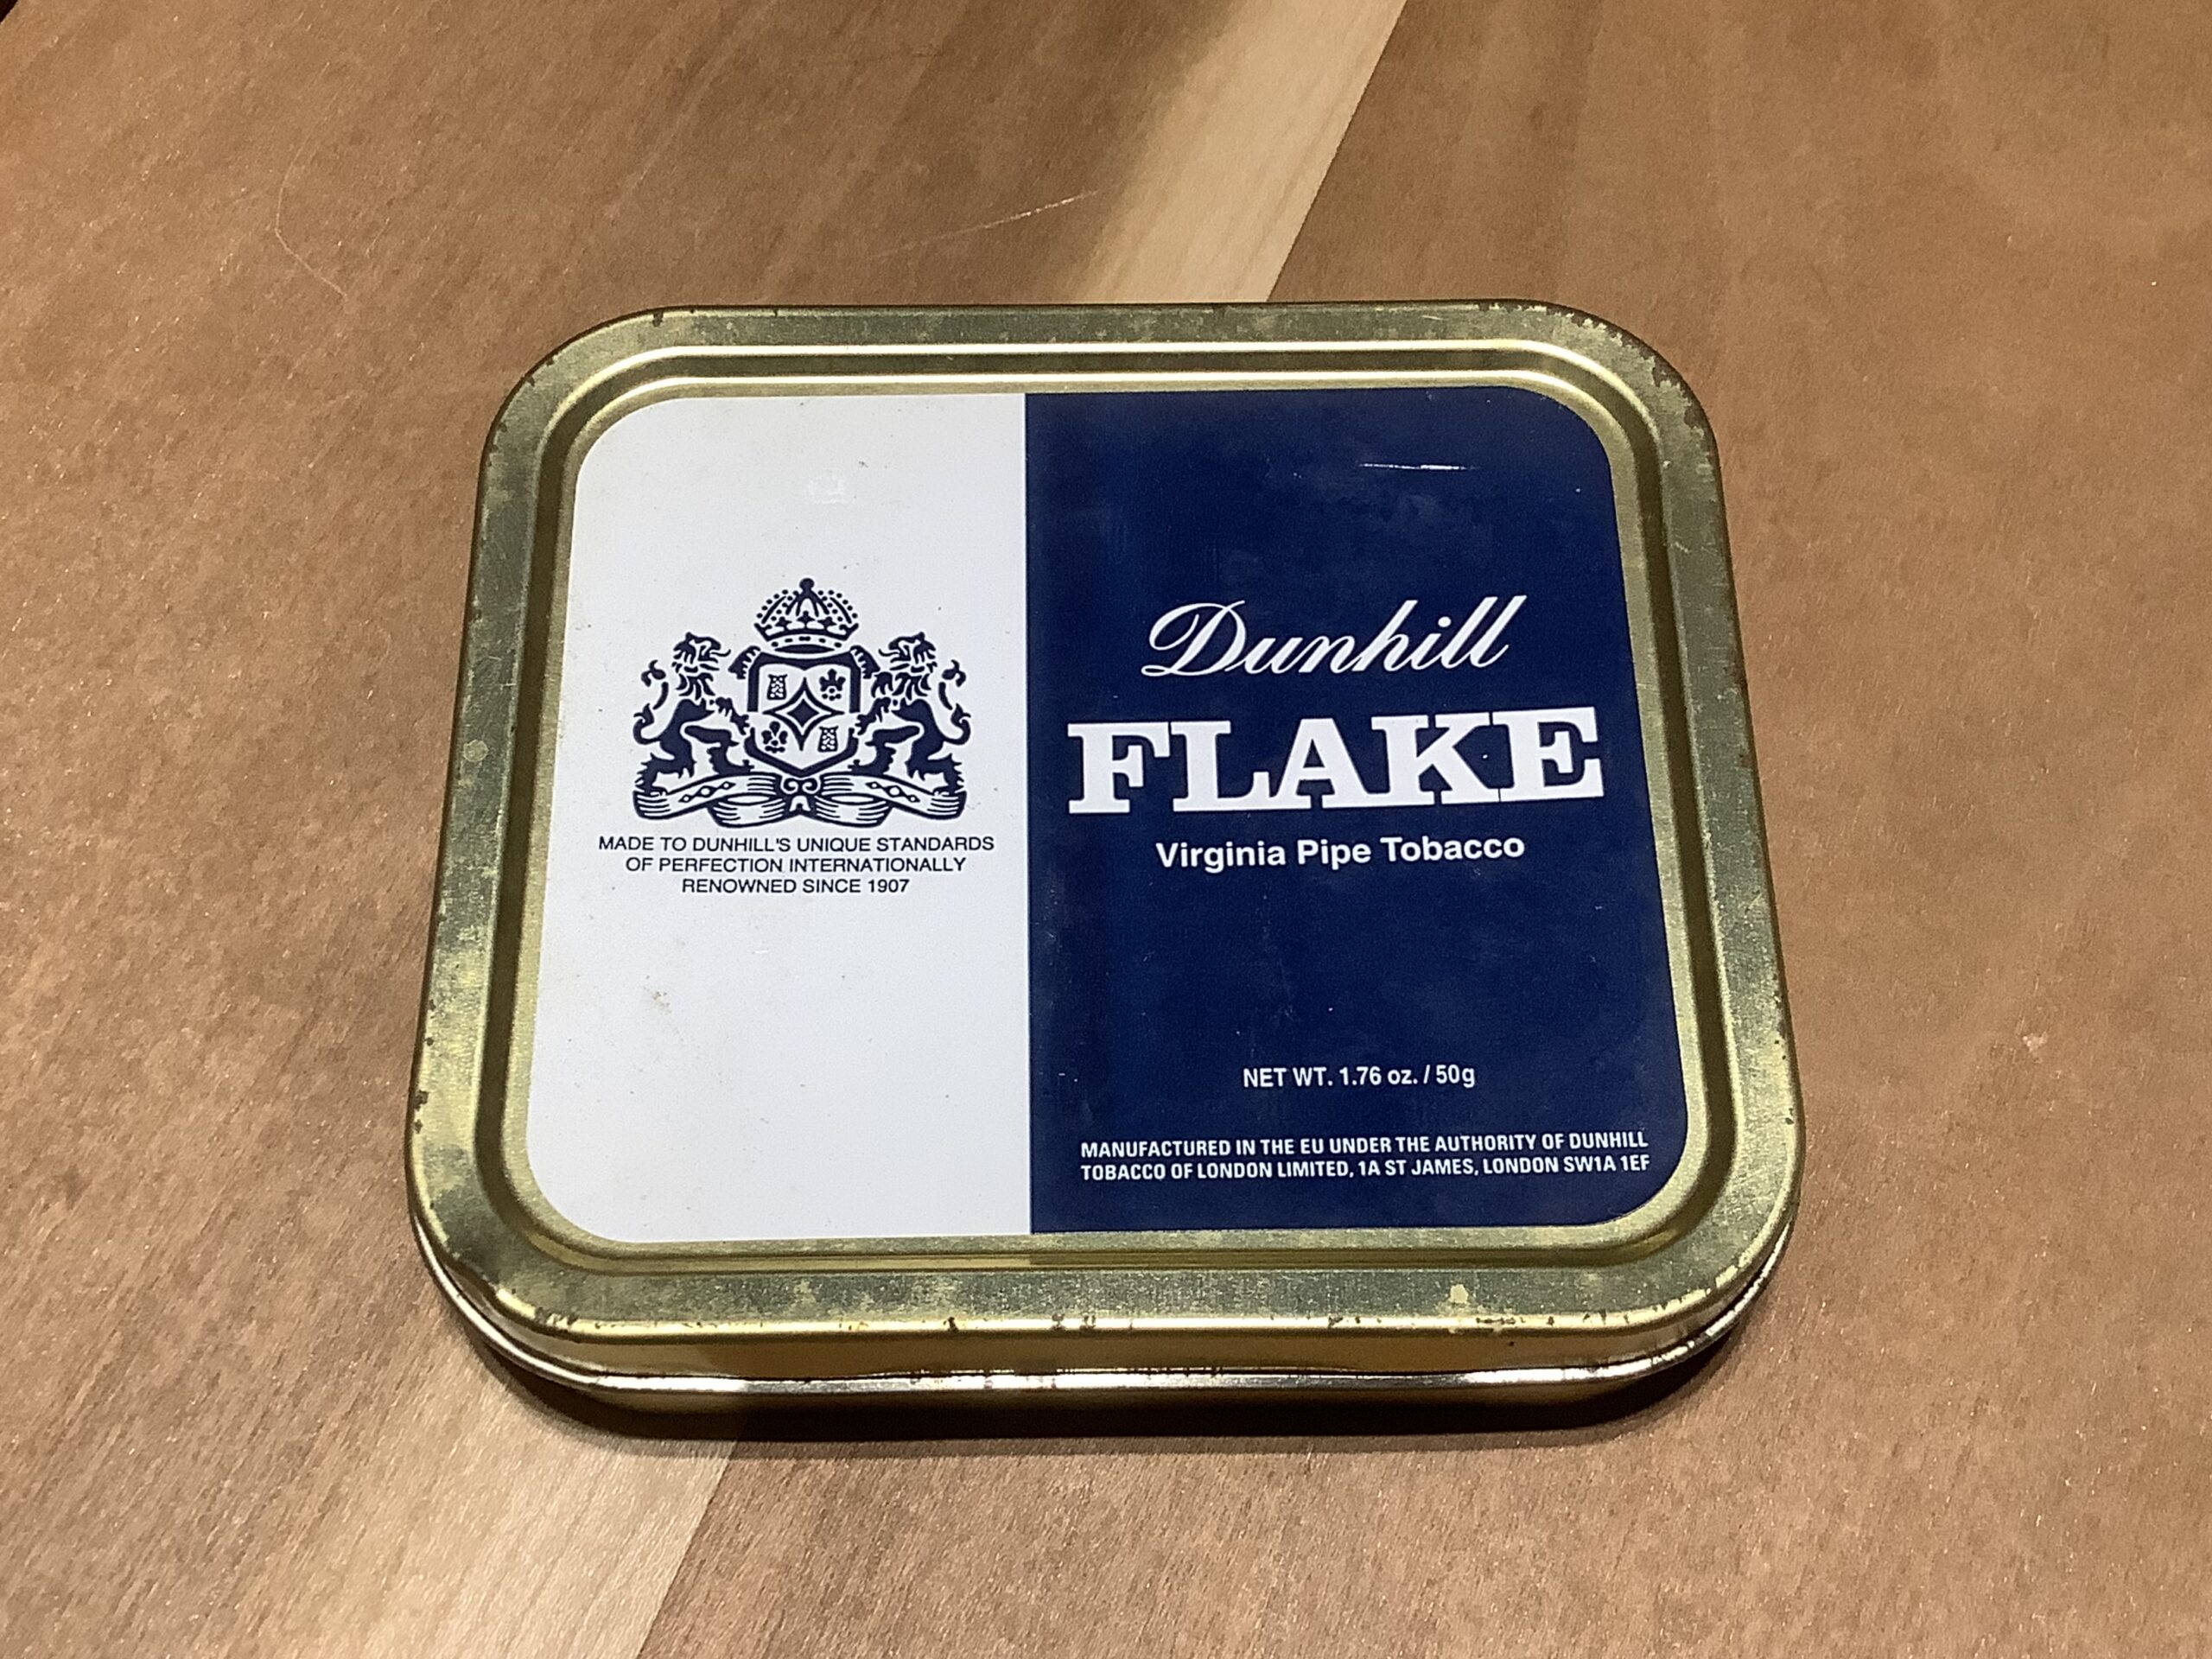 MADE TO DUNHILL'S UNIQUE STANDARDS
OF PERFECTION INTERNATIONALLY
RENOWNED SINCE 1907
Dunhill
FLAKE
Virginia Pipe Tobacco
NET WT. 1.76 oz. / 50g
MANUFACTURED IN THE EU UNDER THE AUTHORITY OF DUNHILL
TOBACCO OF LONDON LIMITED, 1A ST JAMES, LONDON SW1A 1EF